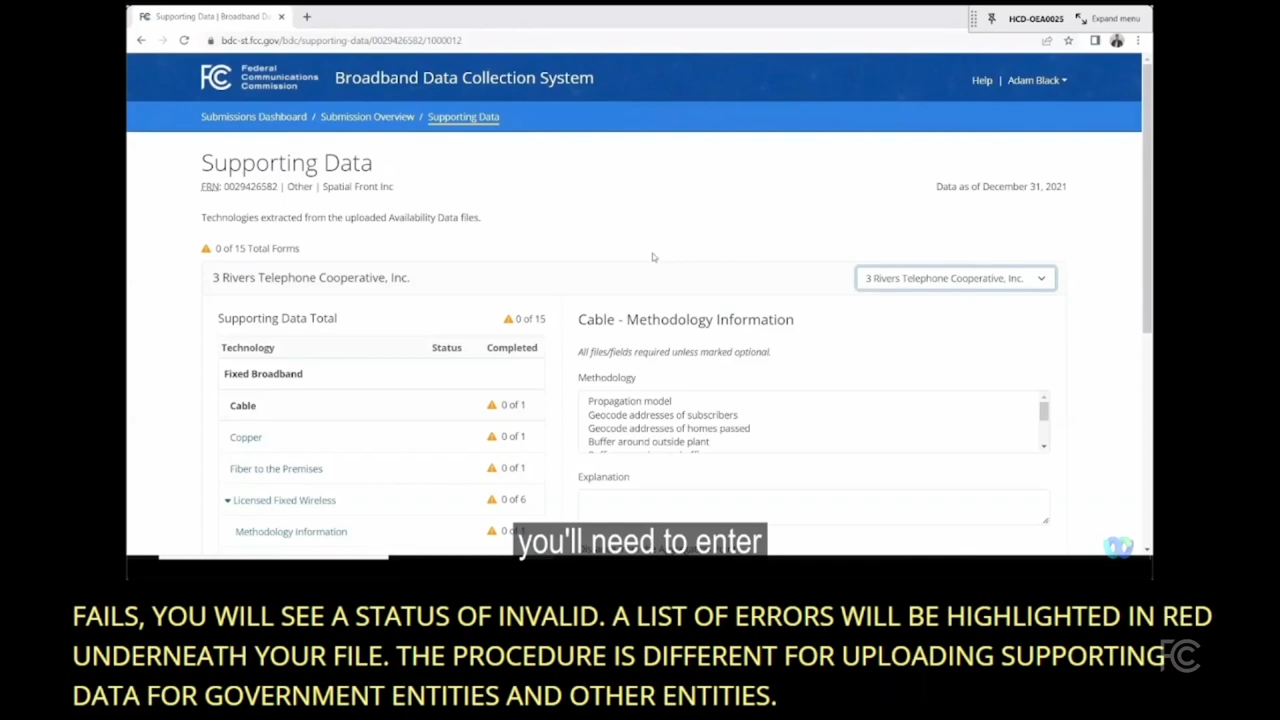 Supporting Data | Broadband Da
HCD-OEA0025
Expand menu
bdc-st.fcc.gov/bdc/supporting-data/0029426582/1000012
FCC Federal Communications Commission
Broadband Data Collection System
Help | Adam Black
Submissions Dashboard / Submission Overview / Supporting Data
Supporting Data
FRN: 0029426582 | Other | Spatial Front Inc
Data as of December 31, 2021
Technologies extracted from the uploaded Availability Data files.
0 of 15 Total Forms
3 Rivers Telephone Cooperative, Inc.
3 Rivers Telephone Cooperative, Inc.
Supporting Data Total
0 of 15
Technology Status Completed
Fixed Broadband
Cable 0 of 1
Copper 0 of 1
Fiber to the Premises 0 of 1
Licensed Fixed Wireless 0 of 6
Methodology Information 0 of
Cable - Methodology Information
All files/fields required unless marked optional.
Methodology
Propagation model
Geocode addresses of subscribers
Geocode addresses of homes passed
Buffer around outside plant
Explanation
you'll need to enter
FAILS, YOU WILL SEE A STATUS OF INVALID. A LIST OF ERRORS WILL BE HIGHLIGHTED IN RED
UNDERNEATH YOUR FILE. THE PROCEDURE IS DIFFERENT FOR UPLOADING SUPPORTING
DATA FOR GOVERNMENT ENTITIES AND OTHER ENTITIES.
FCC